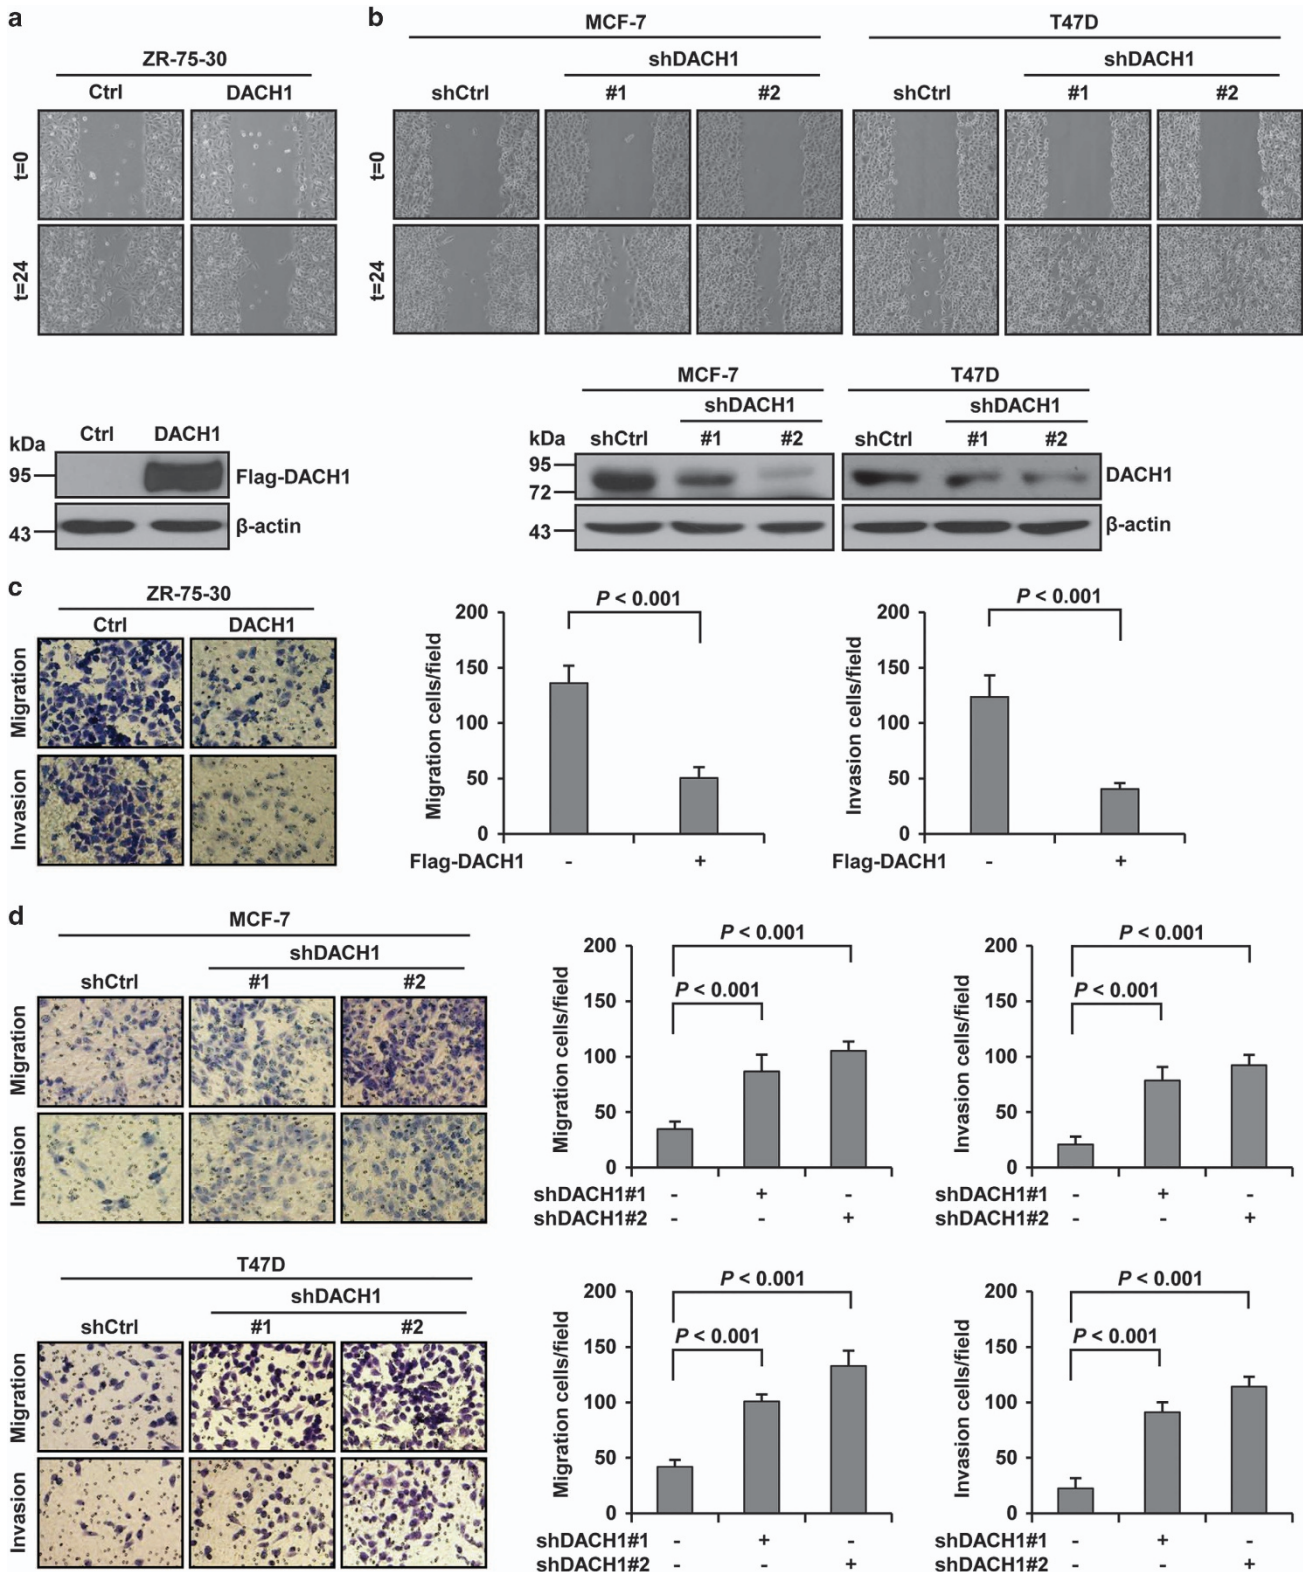 a
ZR-75-30
Ctrl DACH1
t=0
t=24
kDa
Ctrl DACH1
95
Flag-DACH1
43
β-actin
b
MCF-7 T47D
shDACH1 shDACH1
shCtrl #1 #2 shCtrl #1 #2
t=0
t=24
MCF-7 T47D
shDACH1 shDACH1
kDa shCtrl #1 #2 shCtrl #1 #2
95
72
DACH1
43
β-actin
c
ZR-75-30
Ctrl DACH1
Migration
Invasion
P < 0.001
Migration cells/field
200
150
100
50
0
Flag-DACH1 - +
P < 0.001
Invasion cells/field
200
150
100
50
0
Flag-DACH1 - +
d
MCF-7
shDACH1
shCtrl #1 #2
Migration
Invasion
P < 0.001
P < 0.001
Migration cells/field
200
150
100
50
0
shDACH1#1 - + -
shDACH1#2 - - +
P < 0.001
P < 0.001
Invasion cells/field
200
150
100
50
0
shDACH1#1 - + -
shDACH1#2 - - +
T47D
shDACH1
shCtrl #1 #2
Migration
Invasion
P < 0.001
P < 0.001
Migration cells/field
200
150
100
50
0
shDACH1#1 - + -
shDACH1#2 - - +
P < 0.001
P < 0.001
Invasion cells/field
200
150
100
50
0
shDACH1#1 - + -
shDACH1#2 - - +